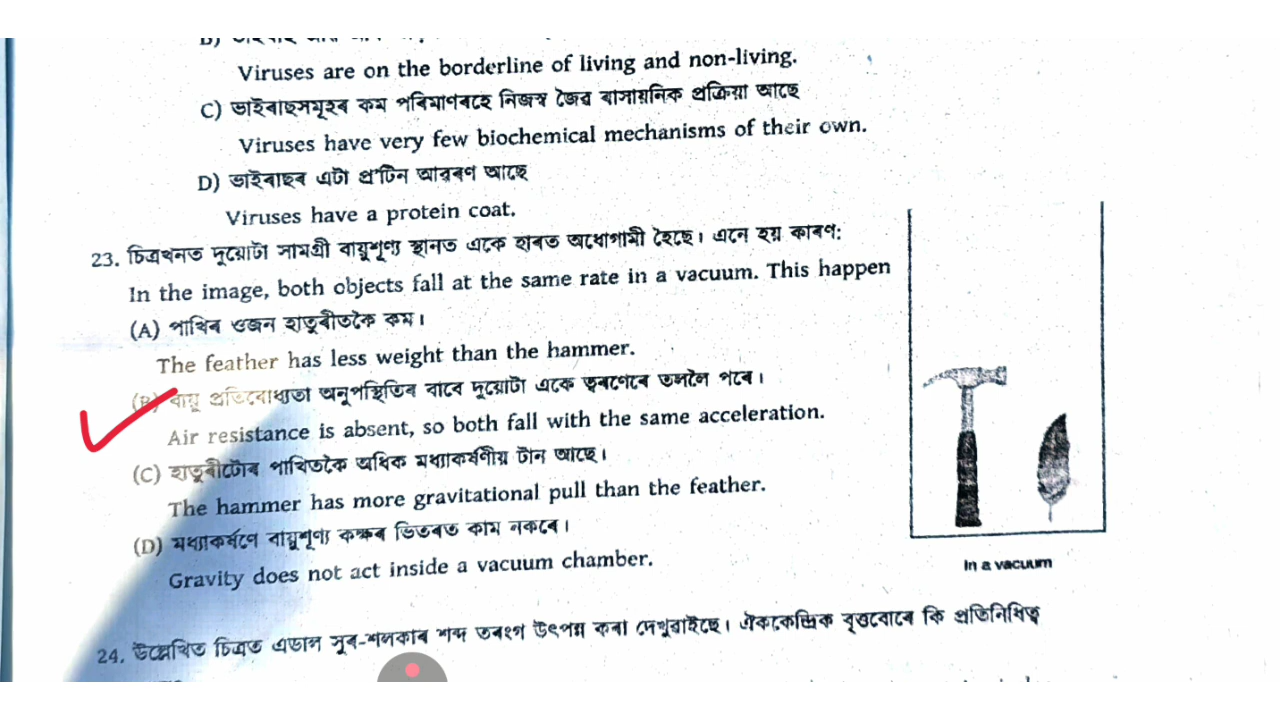 B)
Viruses are on the borderline of living and non-living.
C) ভাইৰাছসমূহৰ কম পৰিমাণৰহে নিজস্ব জৈৱ ৰাসায়নিক প্ৰক্ৰিয়া আছে
Viruses have very few biochemical mechanisms of their own.
D) ভাইৰাছৰ এটা প্ৰ'টিন আৱৰণ আছে
Viruses have a protein coat.
23. চিত্ৰখনত দুয়োটা সামগ্ৰী বায়ুশূণ্য স্থানত একে হাৰত অধোগামী হৈছে। এনে হয় কাৰণ:
In the image, both objects fall at the same rate in a vacuum. This happen
(A) পাখিৰ ওজন হাতুৰীতকৈ কম।
The feather has less weight than the hammer.
(B) বায়ু প্ৰতিৰোধ্যতা অনুপস্থিতিৰ বাবে দুয়োটা একে ত্বৰণেৰে তললৈ পৰে।
Air resistance is absent, so both fall with the same acceleration.
(C) হাতুৰীটোৰ পাখিতকৈ অধিক মধ্যাকৰ্ষণীয় টান আছে।
The hammer has more gravitational pull than the feather.
(D) মধ্যাকৰ্ষণে বায়ুশূণ্য কক্ষৰ ভিতৰত কাম নকৰে।
Gravity does not act inside a vacuum chamber.
In a vacuum
24. উল্লেখিত চিত্ৰত এডাল সুৰ-শলকাৰ শব্দ তৰংগ উৎপন্ন কৰা দেখুৱাইছে। ঐককেন্দ্ৰিক বৃত্তবোৰে কি প্ৰতিনিধিত্ব